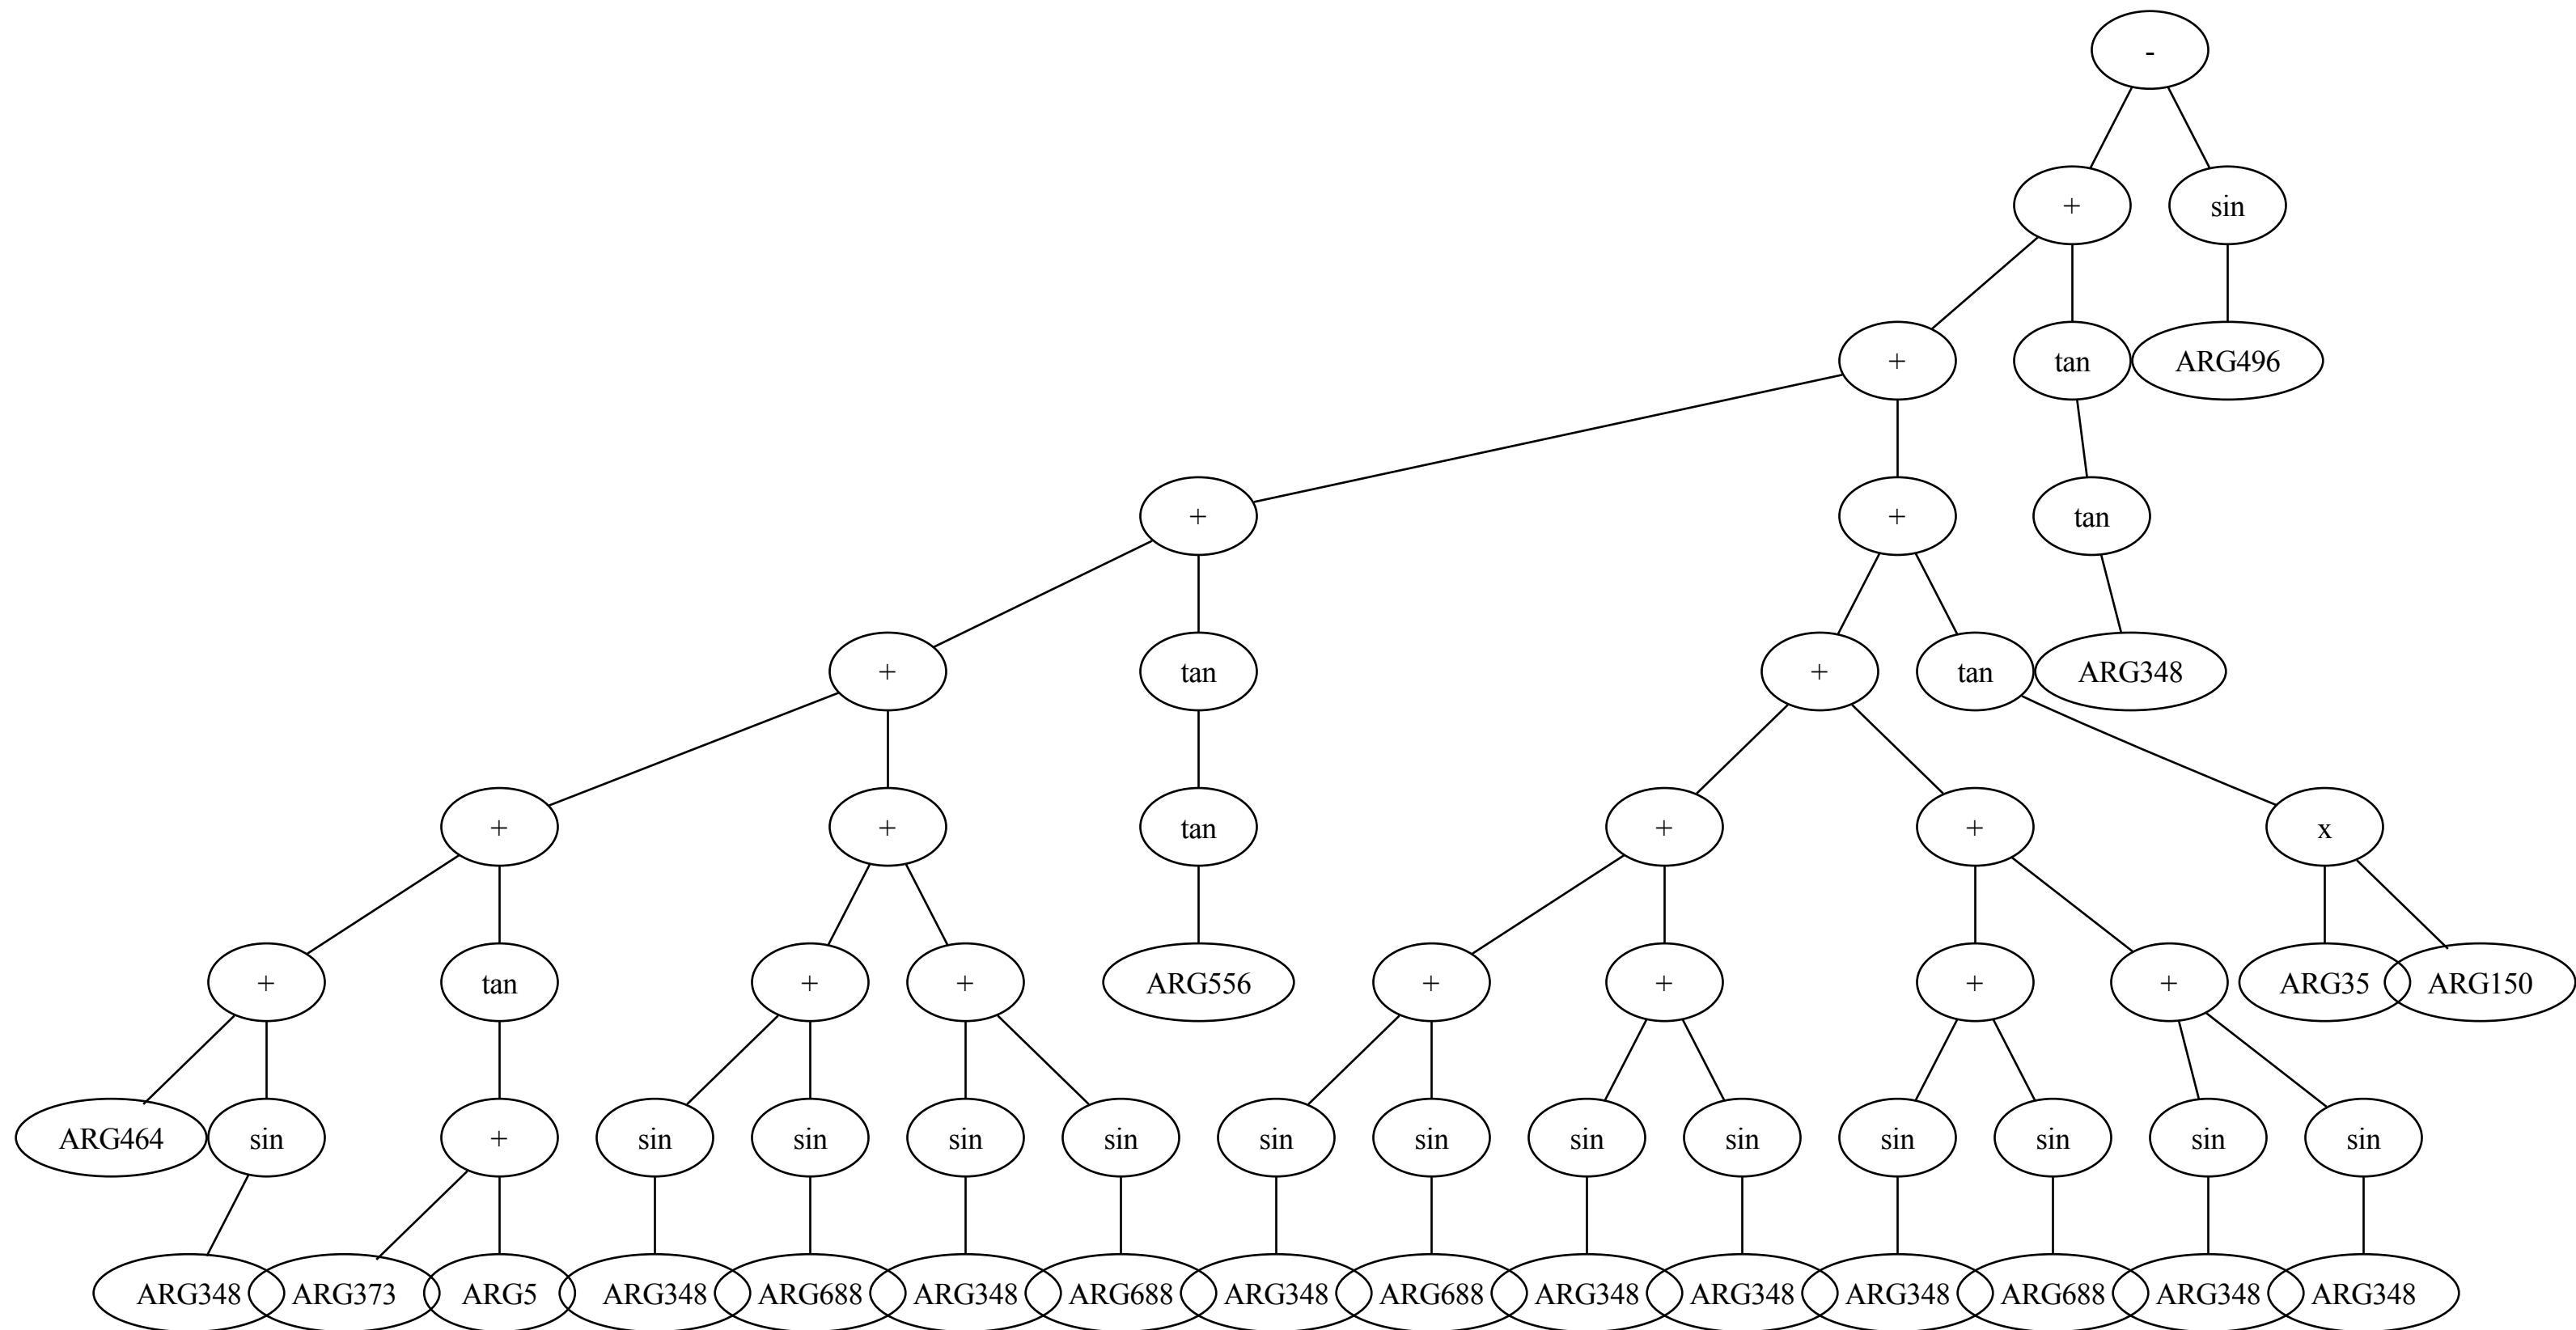 -
+ sin
+ tan ARG496
+ + tan
+ tan + tan ARG348
+ + tan + + x
+ tan + + ARG556 + + + + ARG35 ARG150
ARG464 sin + sin sin sin sin sin sin sin sin sin sin sin sin
ARG348 ARG373 ARG5 ARG348 ARG688 ARG348 ARG688 ARG348 ARG688 ARG348 ARG348 ARG348 ARG688 ARG348 ARG348